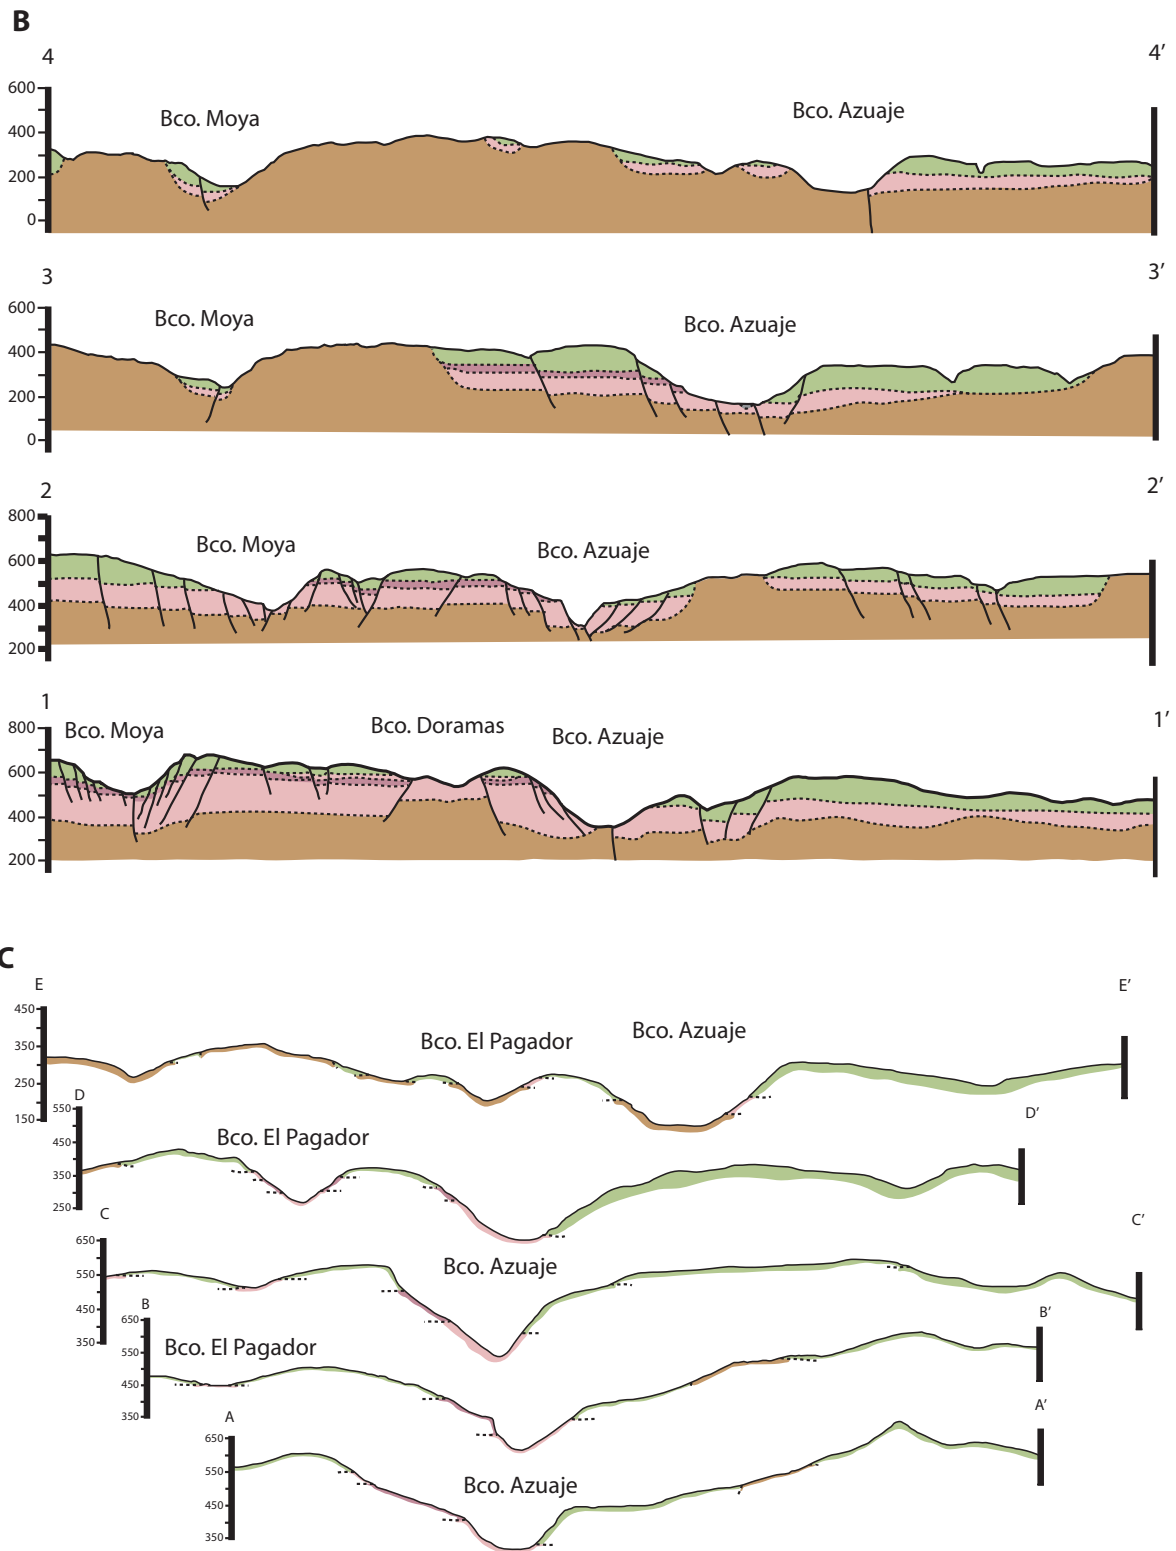 B
4
4′
600
400
200
0
Bco. Moya
Bco. Azuaje
3
3′
600
400
200
0
Bco. Moya
Bco. Azuaje
2
2′
800
600
400
200
Bco. Moya
Bco. Azuaje
1
1′
800
600
400
200
Bco. Moya
Bco. Doramas
Bco. Azuaje
C
E
E′
450
350
250
150
Bco. El Pagador
Bco. Azuaje
D
D′
550
450
350
250
Bco. El Pagador
C
C′
650
550
450
350
Bco. Azuaje
B
B′
650
550
450
350
Bco. El Pagador
A
A′
650
550
450
350
Bco. Azuaje